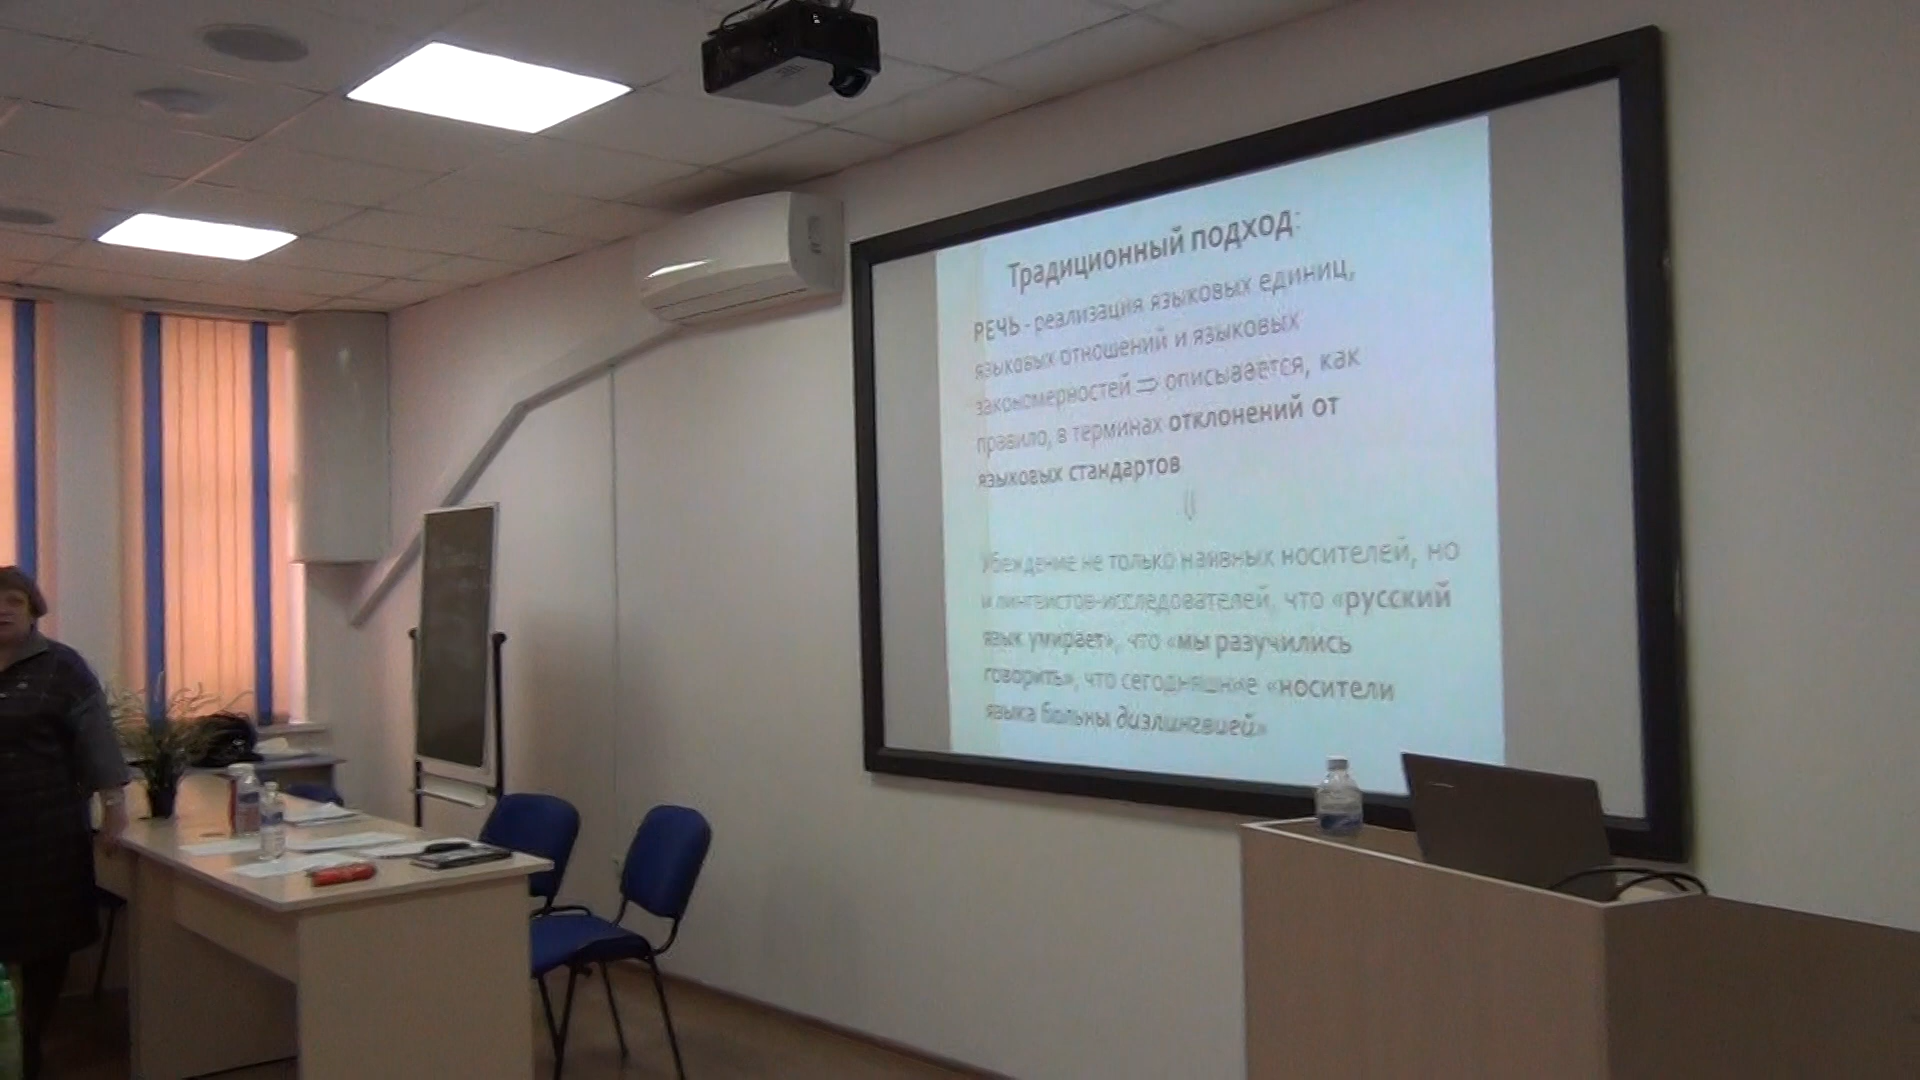 Традиционный подход:
РЕЧЬ - реализация языковых единиц,
языковых отношений и языковых
закономерностей ⇒ описывается, как
правило, в терминах отклонений от
языковых стандартов
⇓
Убеждение не только наивных носителей, но
и лингвистов-исследователей, что «русский
язык умирает», что «мы разучились
говорить», что сегодняшние «носители
языка больны дизлингвией»